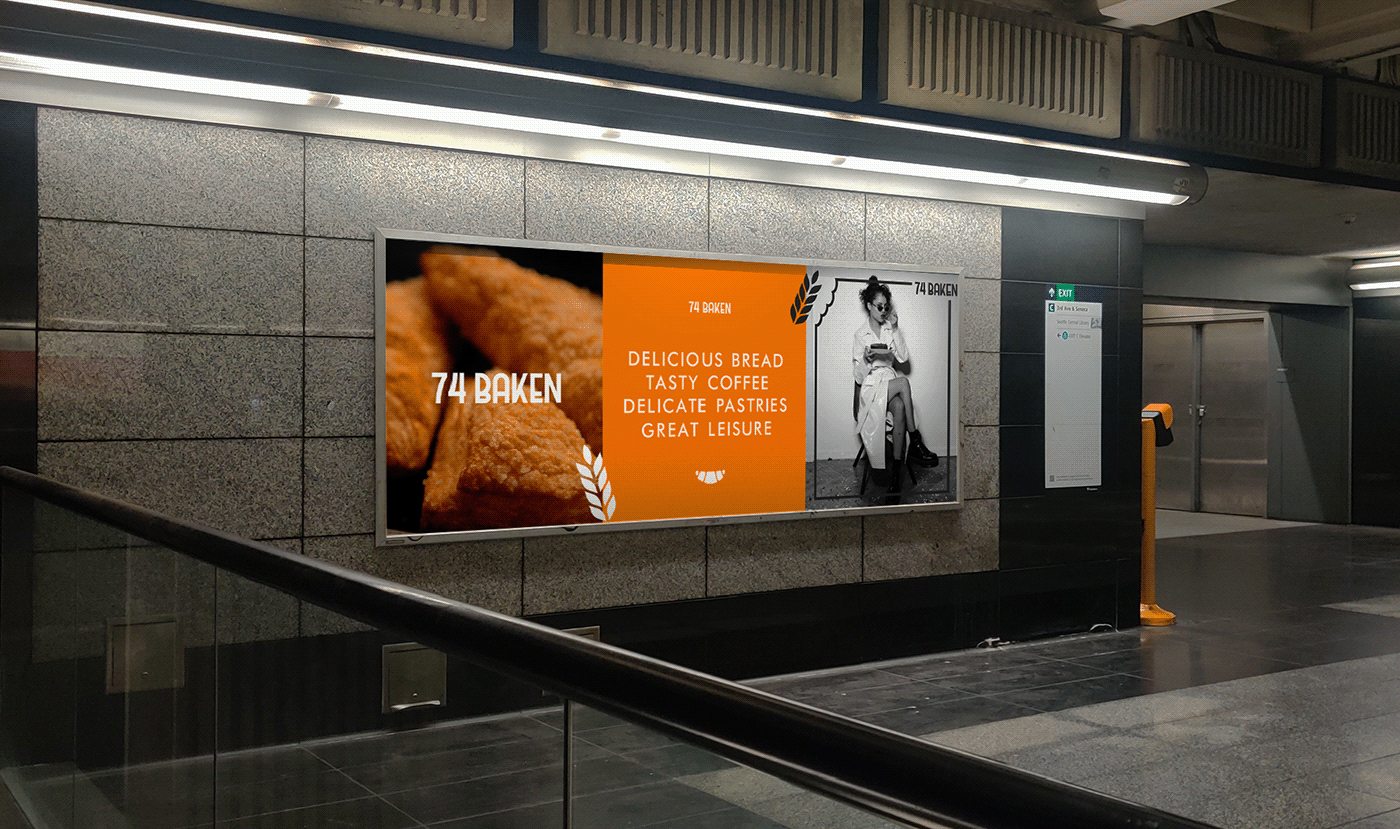 74 BAKEN
74 BAKEN
DELICIOUS BREAD
TASTY COFFEE
DELICATE PASTRIES
GREAT LEISURE
74 BAKEN
EXIT
3rd Ave & Seneca
Seattle Central Library